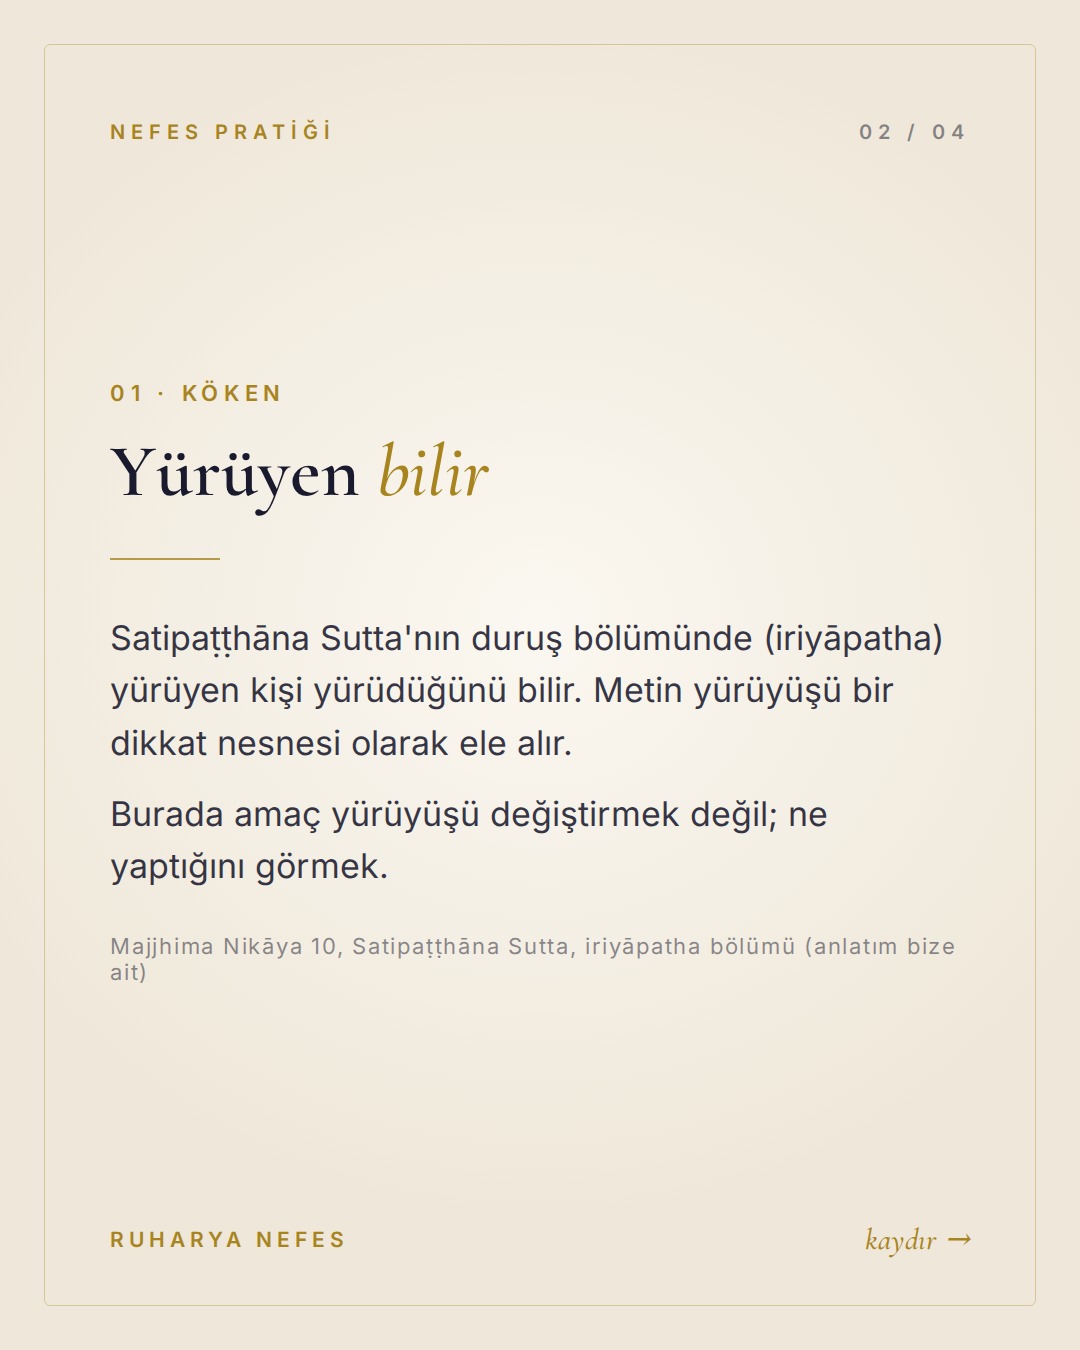 NEFES PRATİĞİ
02 / 04
01 · KÖKEN
Yürüyen bilir
Satipaṭṭhāna Sutta'nın duruş bölümünde (iriyāpatha)
yürüyen kişi yürüdüğünü bilir. Metin yürüyüşü bir
dikkat nesnesi olarak ele alır.
Burada amaç yürüyüşü değiştirmek değil; ne
yaptığını görmek.
Majjhima Nikāya 10, Satipaṭṭhāna Sutta, iriyāpatha bölümü (anlatım bize
ait)
RUHARYA NEFES
kaydır →